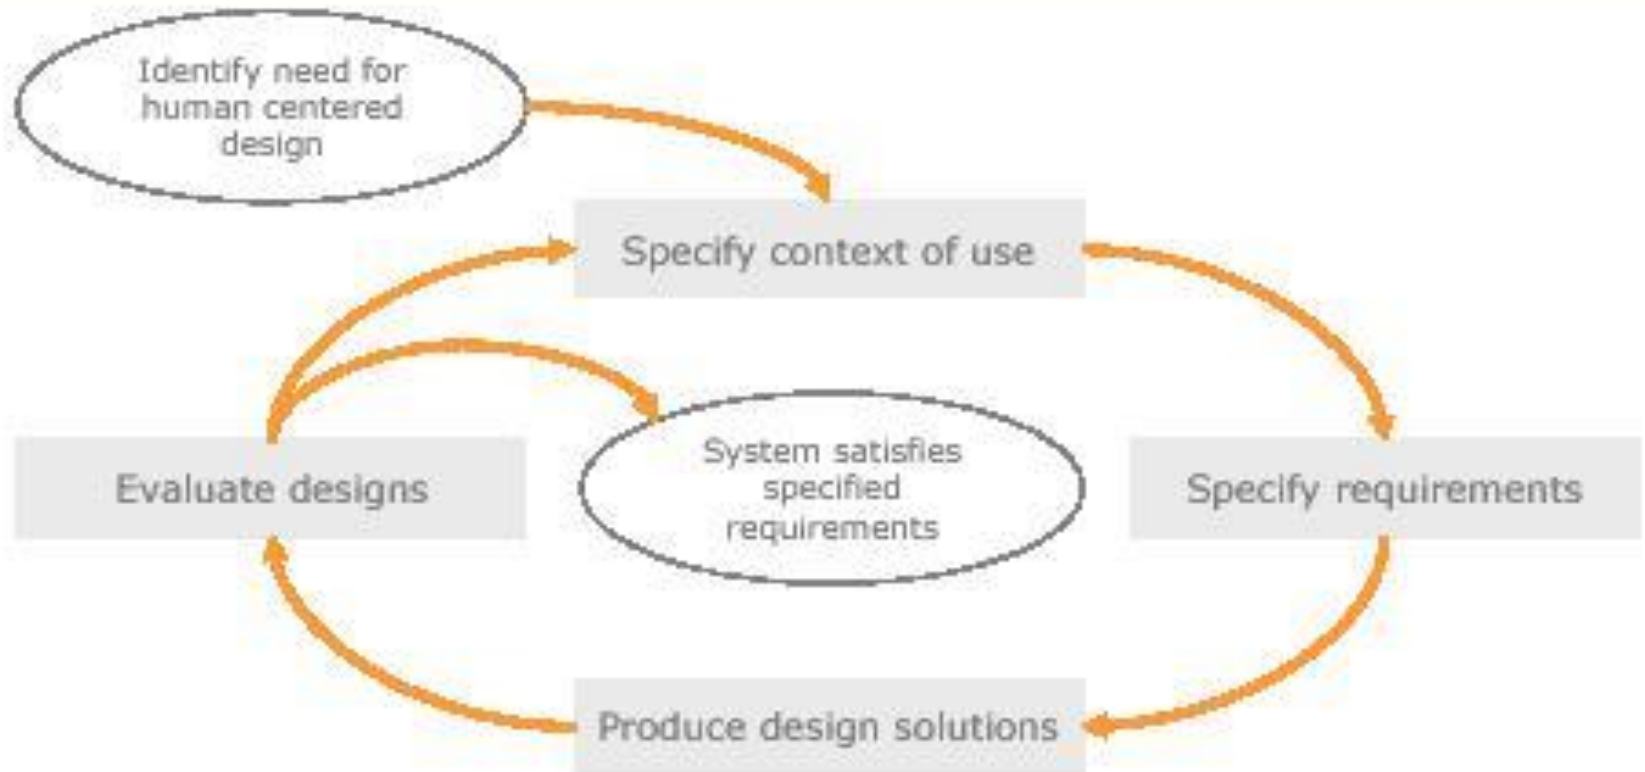 Identify need for
human centered
design
Specify context of use
Evaluate designs
System satisfies
specified
requirements
Specify requirements
Produce design solutions